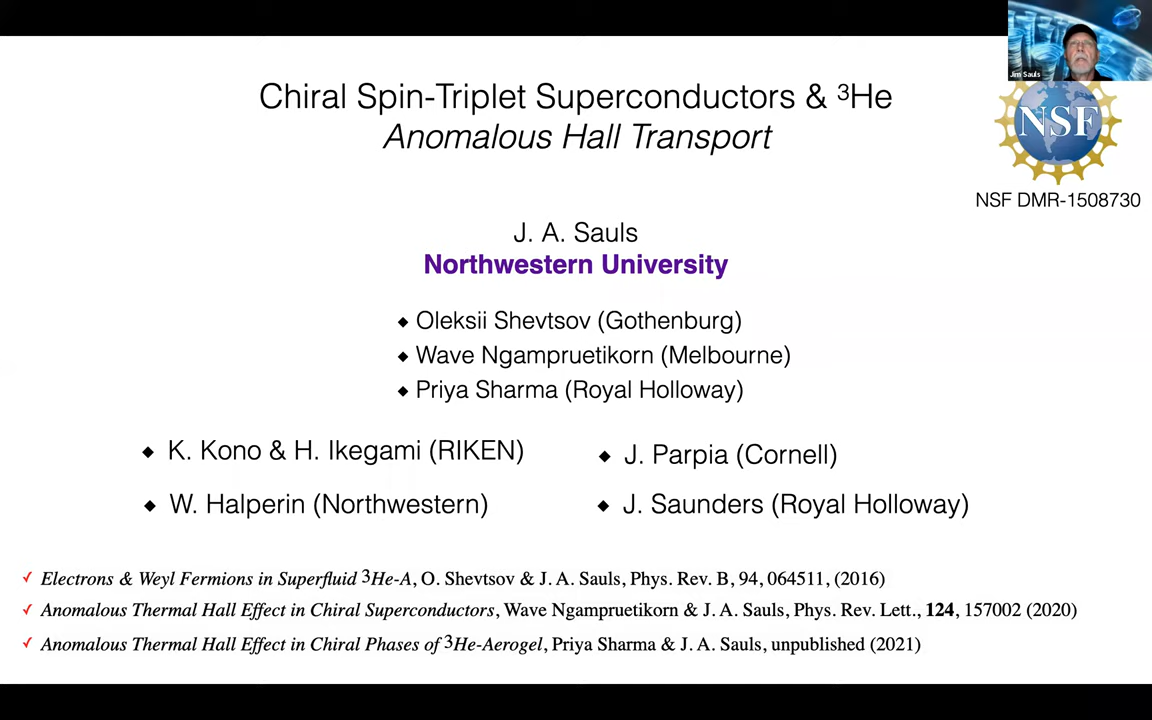 Jim Sauls
Chiral Spin-Triplet Superconductors & ³He
Anomalous Hall Transport
NSF
NSF DMR-1508730
J. A. Sauls
Northwestern University
◆ Oleksii Shevtsov (Gothenburg)
◆ Wave Ngampruetikorn (Melbourne)
◆ Priya Sharma (Royal Holloway)
◆ K. Kono & H. Ikegami (RIKEN)
◆ J. Parpia (Cornell)
◆ W. Halperin (Northwestern)
◆ J. Saunders (Royal Holloway)
✓ Electrons & Weyl Fermions in Superfluid ³He-A, O. Shevtsov & J. A. Sauls, Phys. Rev. B, 94, 064511, (2016)
✓ Anomalous Thermal Hall Effect in Chiral Superconductors, Wave Ngampruetikorn & J. A. Sauls, Phys. Rev. Lett., 124, 157002 (2020)
✓ Anomalous Thermal Hall Effect in Chiral Phases of ³He-Aerogel, Priya Sharma & J. A. Sauls, unpublished (2021)